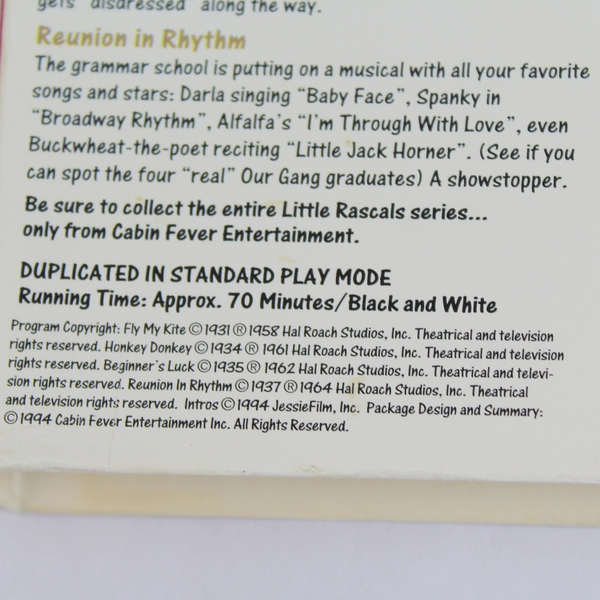 gets "disdressed" along the way.
Reunion in Rhythm
The grammar school is putting on a musical with all your favorite
songs and stars: Darla singing “Baby Face”, Spanky in
“Broadway Rhythm”, Alfalfa’s “I’m Through With Love”, even
Buckwheat-the-poet reciting “Little Jack Horner”. (See if you
can spot the four “real” Our Gang graduates) A showstopper.
Be sure to collect the entire Little Rascals series...
only from Cabin Fever Entertainment.
DUPLICATED IN STANDARD PLAY MODE
Running Time: Approx. 70 Minutes/Black and White
Program Copyright: Fly My Kite ©1931 ®1958 Hal Roach Studios, Inc. Theatrical and television
rights reserved. Honkey Donkey ©1934 ®1961 Hal Roach Studios, Inc. Theatrical and television
rights reserved. Beginner’s Luck ©1935 ®1962 Hal Roach Studios, Inc. Theatrical and televi-
sion rights reserved. Reunion In Rhythm ©1937 ®1964 Hal Roach Studios, Inc. Theatrical
and television rights reserved. Intros ©1994 JessieFilm, Inc. Package Design and Summary:
©1994 Cabin Fever Entertainment Inc. All Rights Reserved.